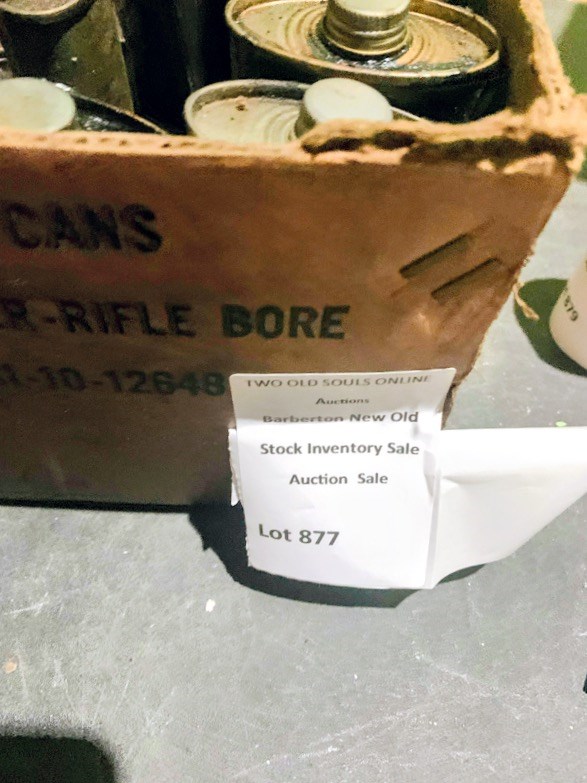 CANS
R-RIFLE BORE
-10-12648
TWO OLD SOULS ONLINE
Auctions
Barberton New Old
Stock Inventory Sale
Auction Sale
Lot 877
879